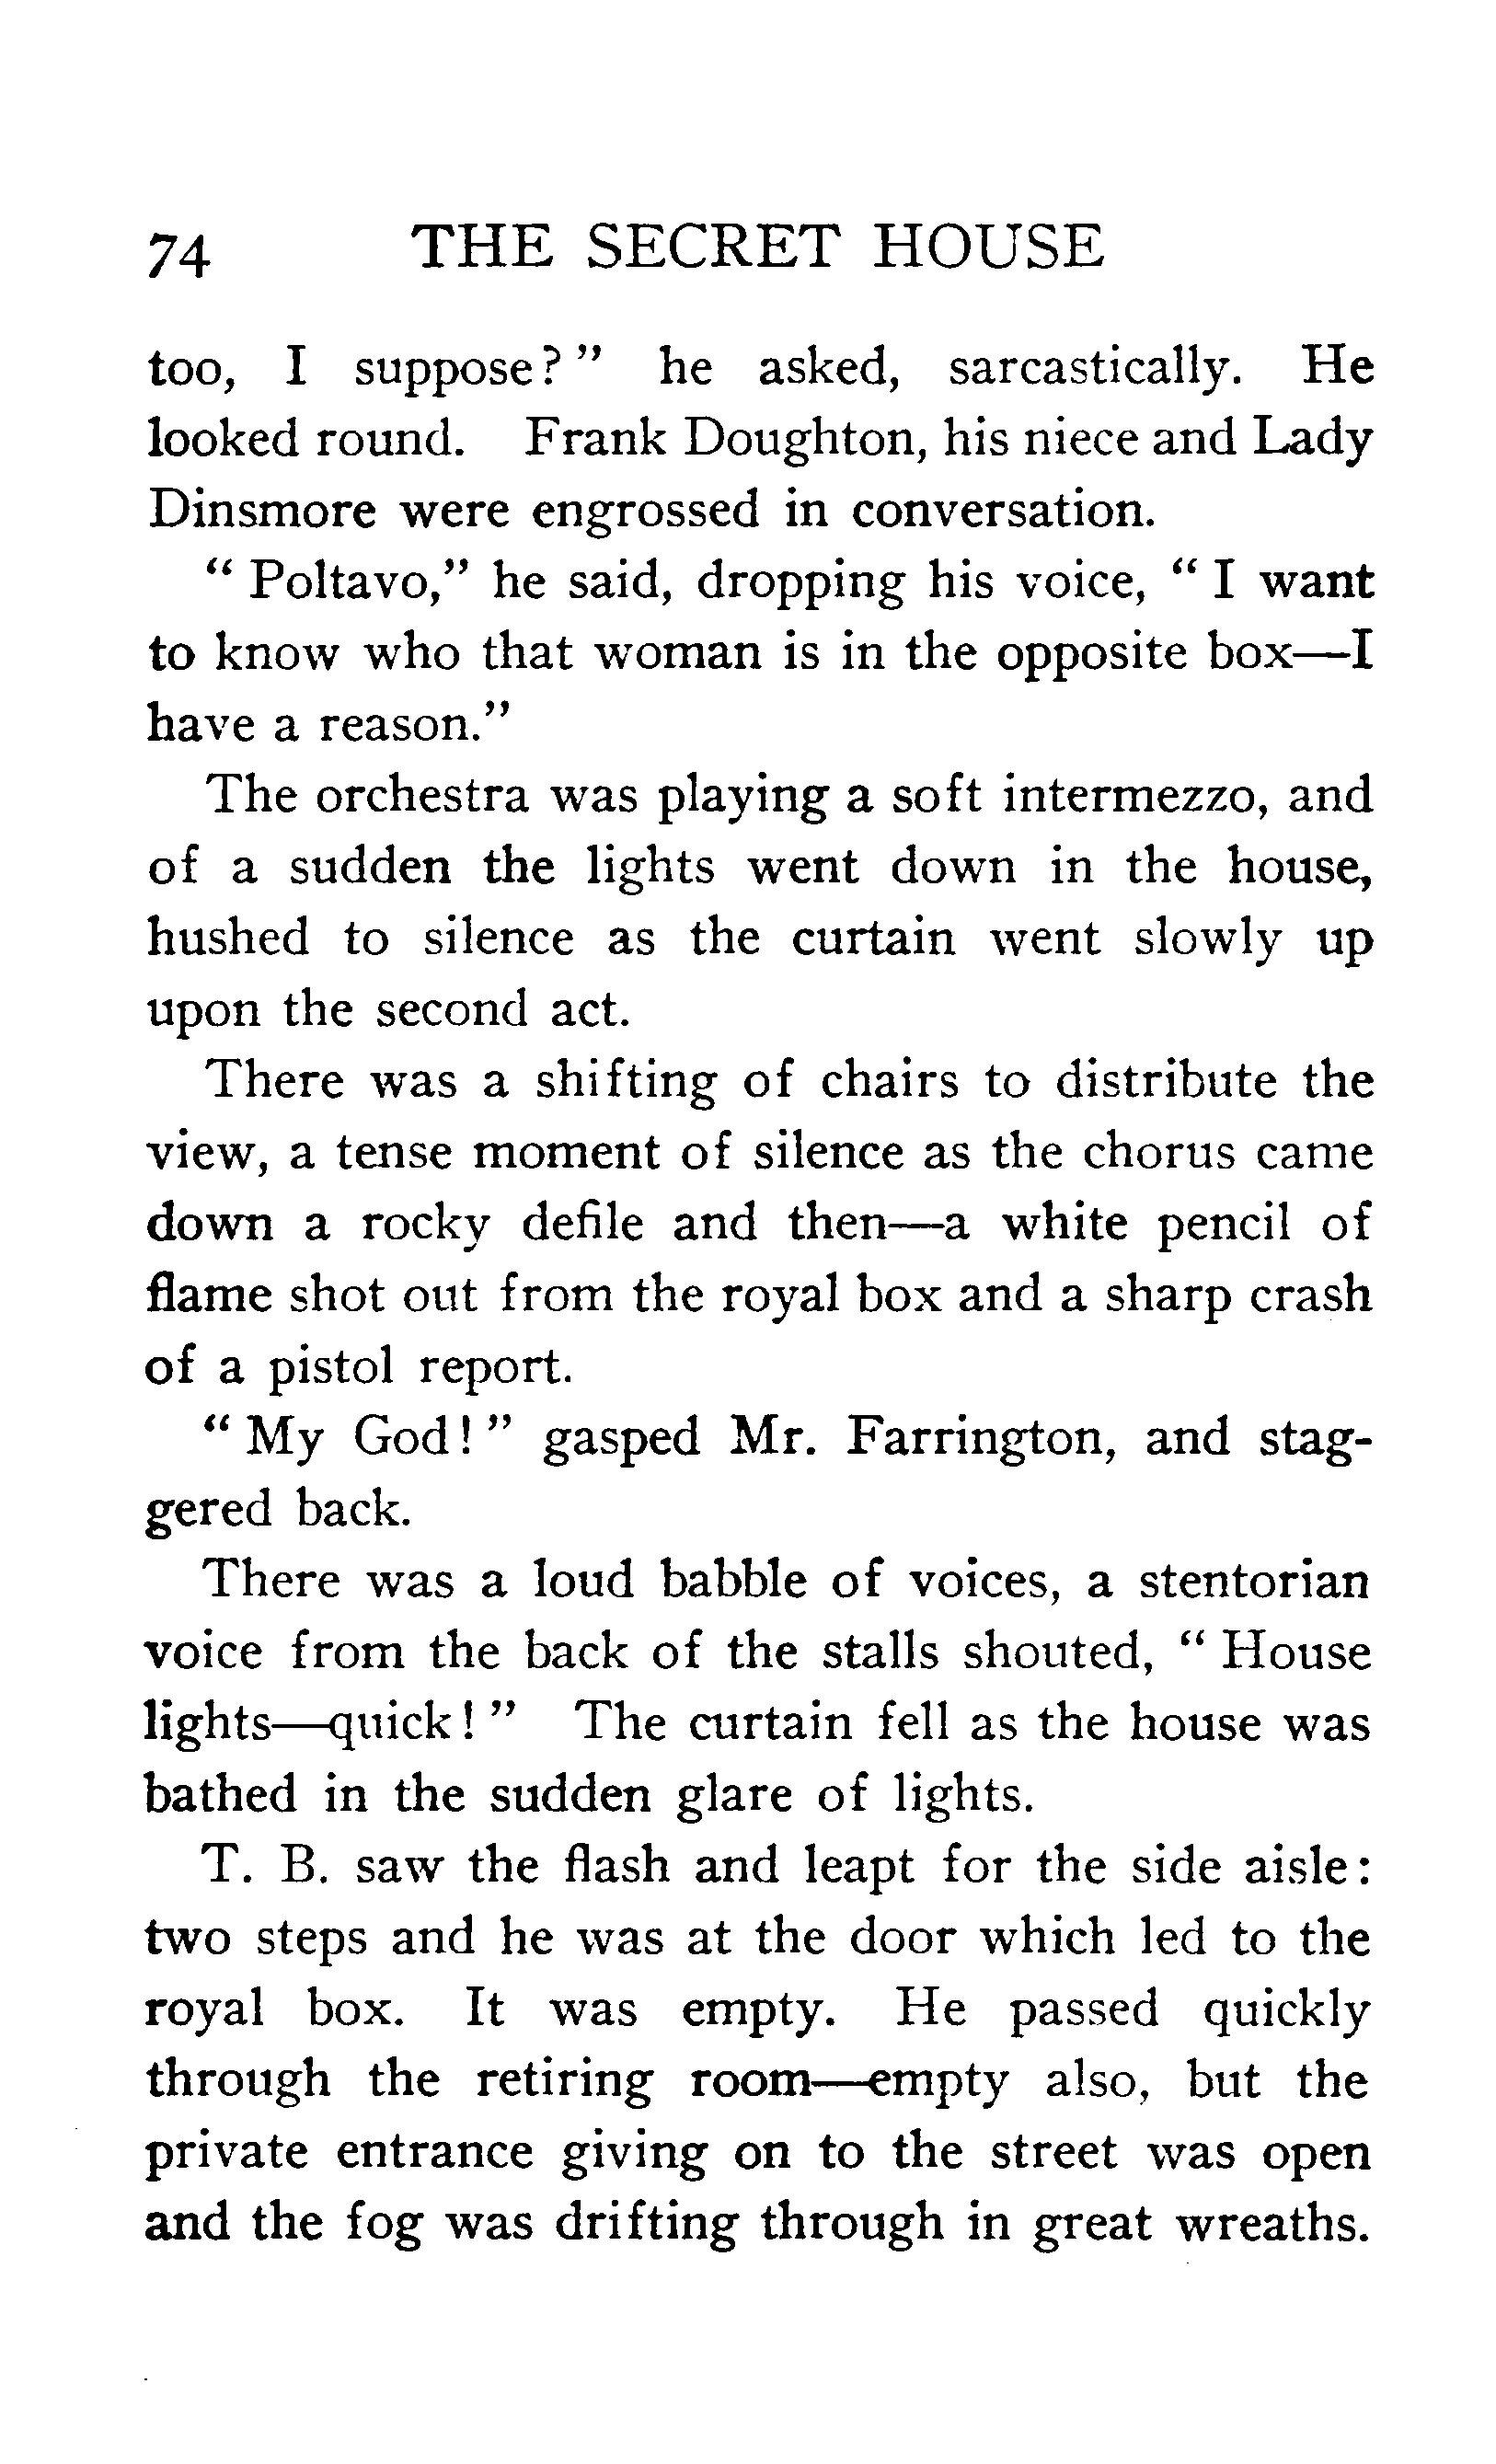 74 THE SECRET HOUSE
too, I suppose?" he asked, sarcastically. He
looked round. Frank Doughton, his niece and Lady
Dinsmore were engrossed in conversation.
" Poltavo," he said, dropping his voice, " I want
to know who that woman is in the opposite box—I
have a reason."
The orchestra was playing a soft intermezzo, and
of a sudden the lights went down in the house,
hushed to silence as the curtain went slowly up
upon the second act.
There was a shifting of chairs to distribute the
view, a tense moment of silence as the chorus came
down a rocky defile and then—a white pencil of
flame shot out from the royal box and a sharp crash
of a pistol report.
" My God! " gasped Mr. Farrington, and stag-
gered back.
There was a loud babble of voices, a stentorian
voice from the back of the stalls shouted, " House
lights—quick! " The curtain fell as the house was
bathed in the sudden glare of lights.
T. B. saw the flash and leapt for the side aisle:
two steps and he was at the door which led to the
royal box. It was empty. He passed quickly
through the retiring room—empty also, but the
private entrance giving on to the street was open
and the fog was drifting through in great wreaths.